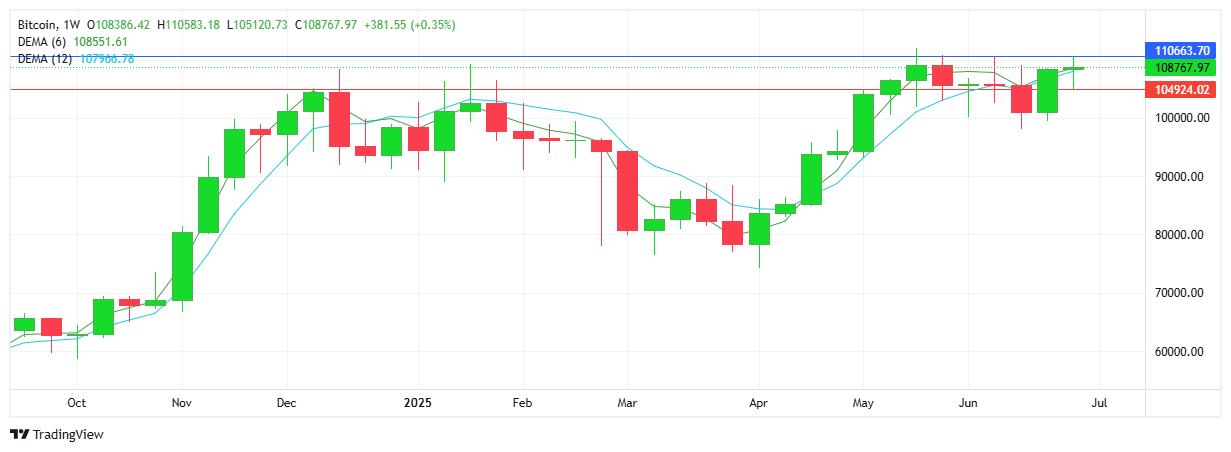 Bitcoin, 1W O108386.42 H110583.18 L105120.73 C108767.97 +381.55 (+0.35%)
DEMA (6) 108551.61
DEMA (12) 107966.78
110663.70
108767.97
104924.02
100000.00
90000.00
80000.00
70000.00
60000.00
Oct Nov Dec 2025 Feb Mar Apr May Jun Jul
TradingView